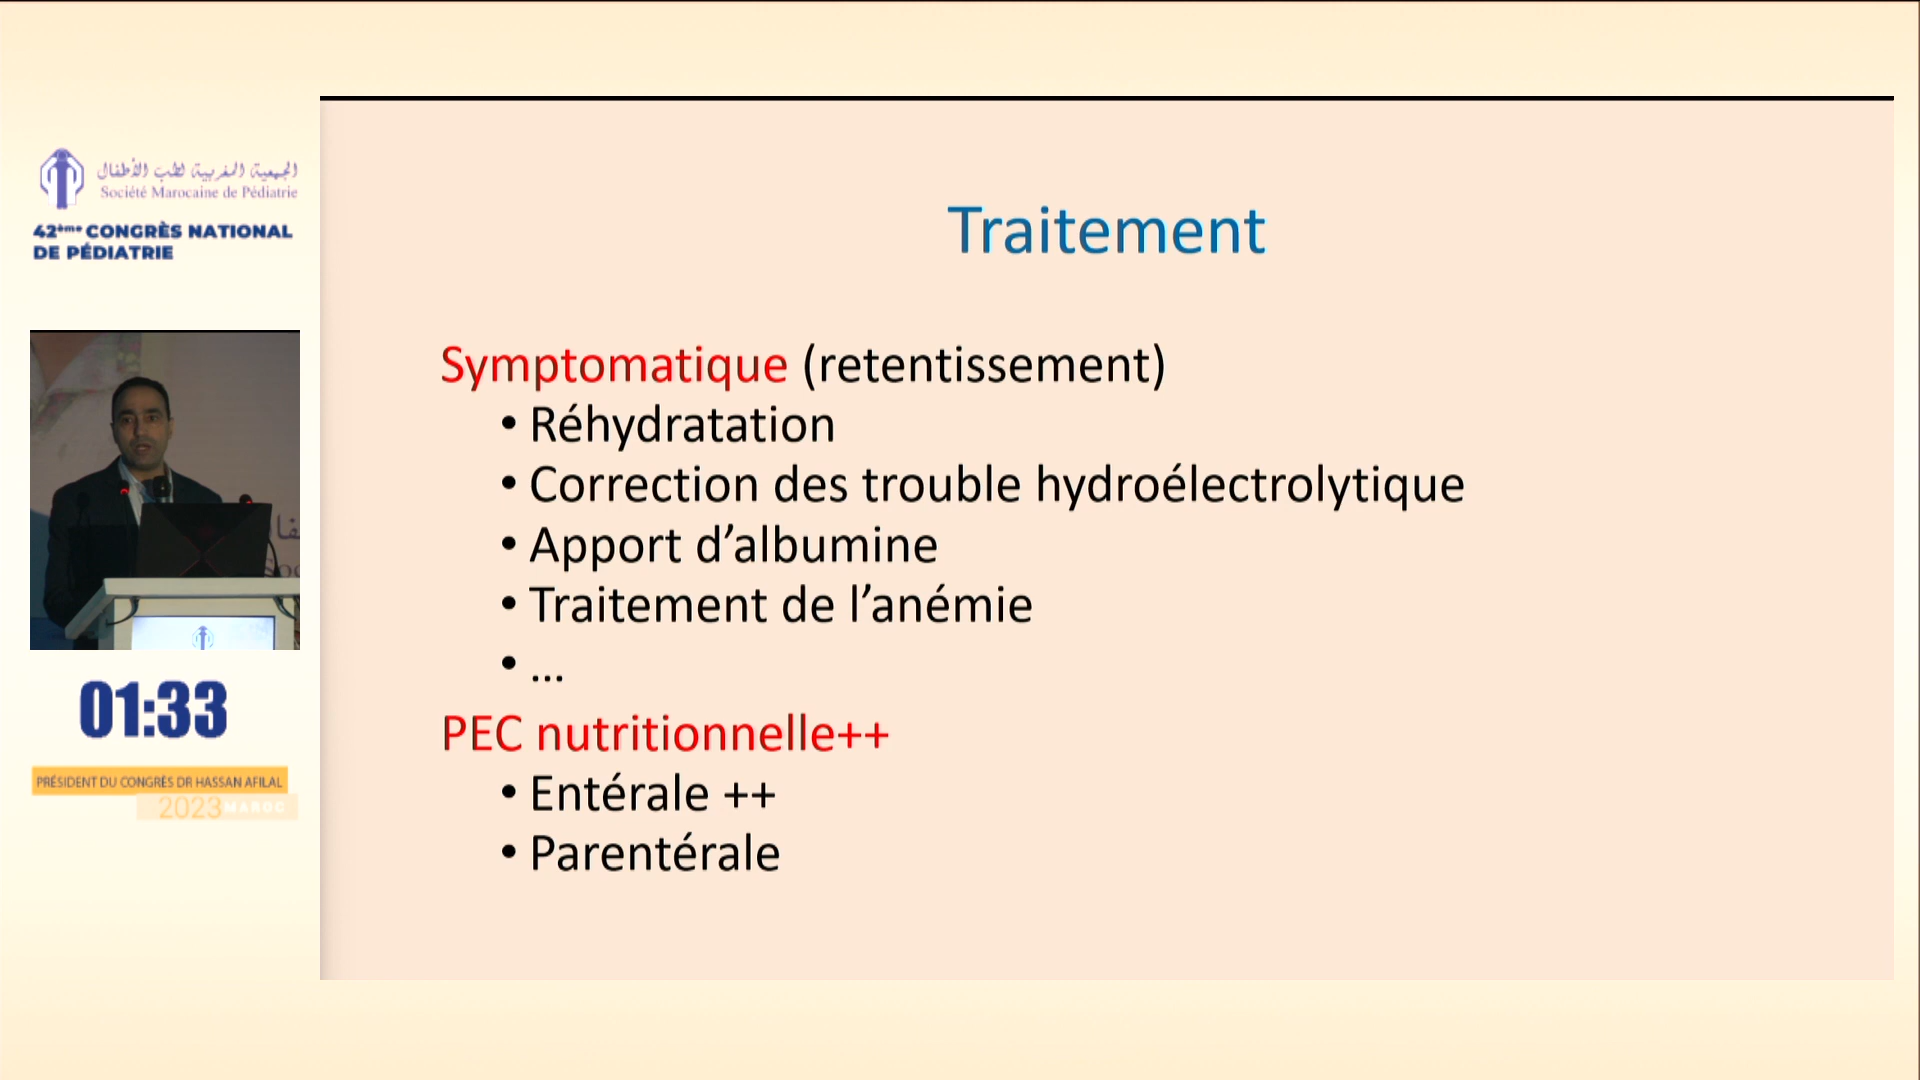 الجمعية المغربية لطب الأطفال
Société Marocaine de Pédiatrie
42ème CONGRÈS NATIONAL
DE PÉDIATRIE
01:33
PRÉSIDENT DU CONGRÈS DR HASSAN AFILAL
2023 MAROC
Traitement
Symptomatique (retentissement)
• Réhydratation
• Correction des trouble hydroélectrolytique
• Apport d’albumine
• Traitement de l’anémie
• ...
PEC nutritionnelle++
• Entérale ++
• Parentérale